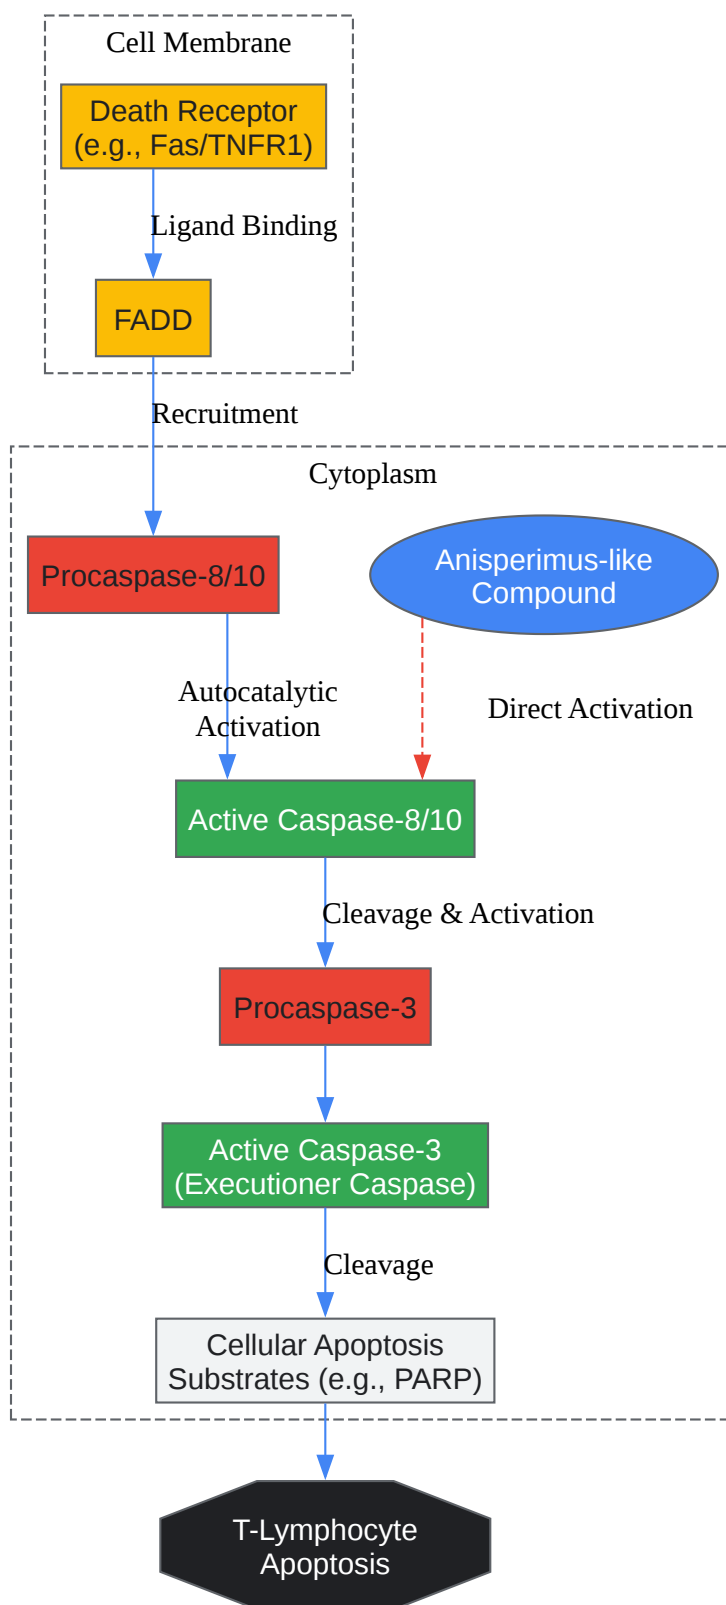 Cell Membrane
Death Receptor
(e.g., Fas/TNFR1)
Ligand Binding
FADD
Recruitment
Cytoplasm
Procaspase-8/10
Anisperimus-like
Compound
Autocatalytic
Activation
Direct Activation
Active Caspase-8/10
Cleavage & Activation
Procaspase-3
Active Caspase-3
(Executioner Caspase)
Cleavage
Cellular Apoptosis
Substrates (e.g., PARP)
T-Lymphocyte
Apoptosis